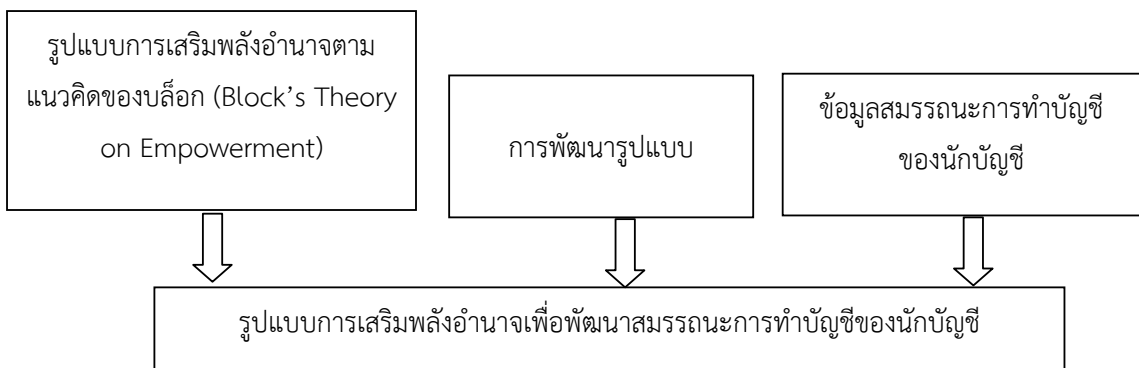 รูปแบบการเสริมพลังอำนาจตาม
แนวคิดของบล็อก (Block's Theory
on Empowerment)
การพัฒนารูปแบบ
ข้อมูลสมรรถนะการทำบัญชี
ของนักบัญชี
รูปแบบการเสริมพลังอำนาจเพื่อพัฒนาสมรรถนะการทำบัญชีของนักบัญชี